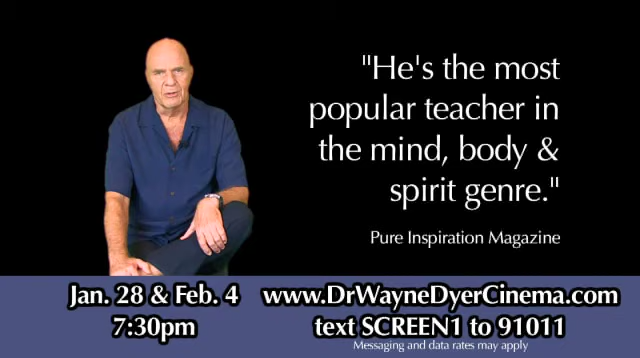 "He's the most
popular teacher in
the mind, body &
spirit genre."
Pure Inspiration Magazine
Jan. 28 & Feb. 4
7:30pm
www.DrWayneDyerCinema.com
text SCREEN1 to 91011
Messaging and data rates may apply